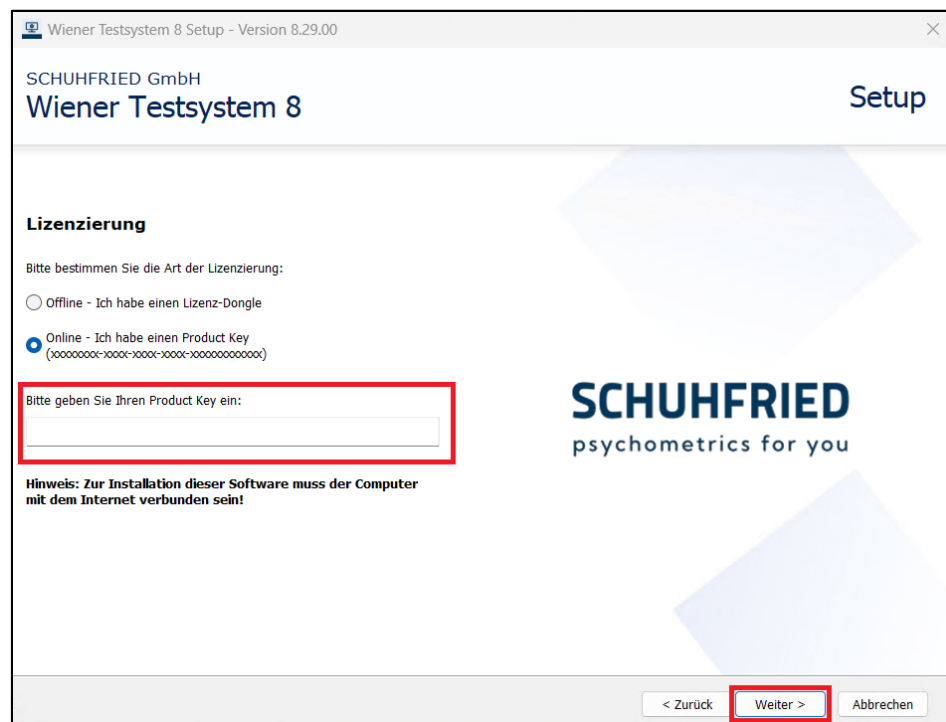 Wiener Testsystem 8 Setup - Version 8.29.00
SCHUHFRIED GmbH
Wiener Testsystem 8
Setup
Lizenzierung
Bitte bestimmen Sie die Art der Lizenzierung:
Offline - Ich habe einen Lizenz-Dongle
Online - Ich habe einen Product Key
(xxxxxxxx-xxxx-xxxx-xxxx-xxxxxxxxxxxx)
Bitte geben Sie Ihren Product Key ein:
SCHUHFRIED
psychometrics for you
Hinweis: Zur Installation dieser Software muss der Computer
mit dem Internet verbunden sein!
< Zurück
Weiter >
Abbrechen